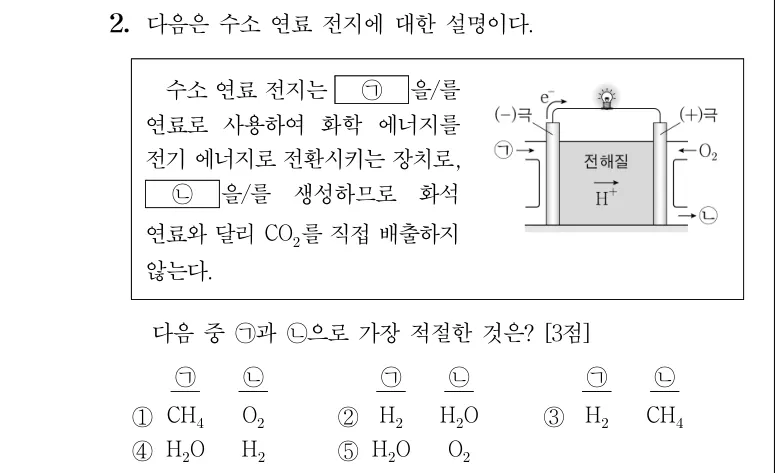 2. 다음은 수소 연료 전지에 대한 설명이다.
수소 연료 전지는 ㉠ 을/를
연료로 사용하여 화학 에너지를
전기 에너지로 전환시키는 장치로,
㉡ 을/를 생성하므로 화석
연료와 달리 CO₂를 직접 배출하지
않는다.
e⁻
(−)극 (+)극
㉠ O₂
전해질
H⁺
㉡
다음 중 ㉠과 ㉡으로 가장 적절한 것은? [3점]
㉠ ㉡ ㉠ ㉡ ㉠ ㉡
① CH₄ O₂ ② H₂ H₂O ③ H₂ CH₄
④ H₂O H₂ ⑤ H₂O O₂